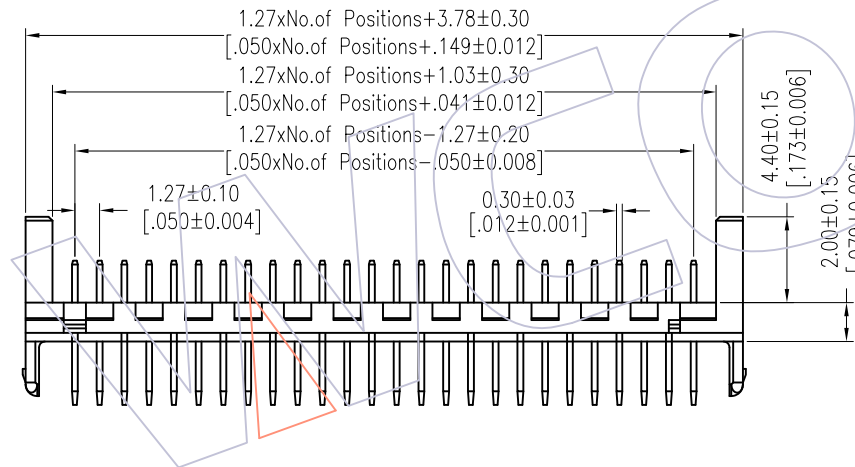 1.27xNo.of Positions+3.78±0.30
[.050xNo.of Positions+.149±0.012]
1.27xNo.of Positions+1.03±0.30
[.050xNo.of Positions+.041±0.012]
1.27xNo.of Positions-1.27±0.20
[.050xNo.of Positions-.050±0.008]
1.27±0.10
[.050±0.004]
0.30±0.03
[.012±0.001]
4.40±0.15
[.173±0.006]
2.00±0.15
WCO